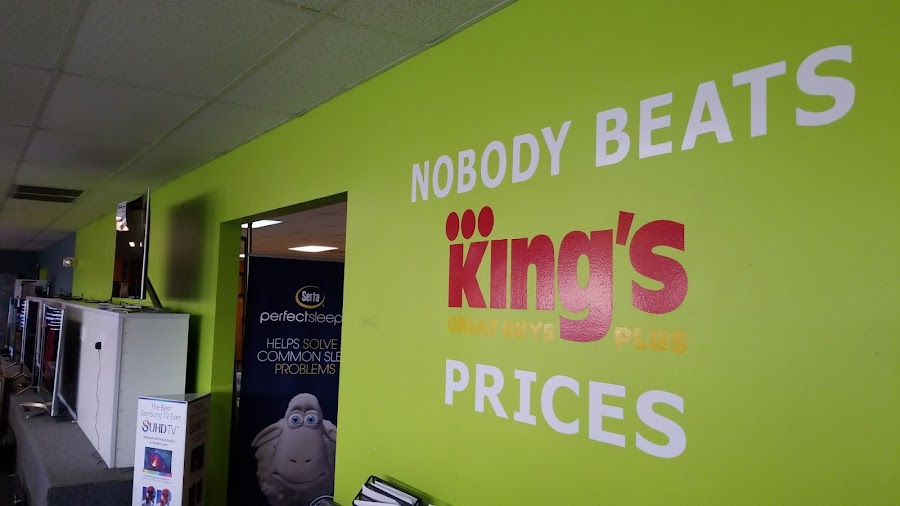 NOBODY BEATS
King's
GREAT BUYS PLUS
PRICES
Serta
perfectsleep
HELPS SOLVE
COMMON SLE
PROBLEMS
The Best
Samsung TV Ever
SUHDTV